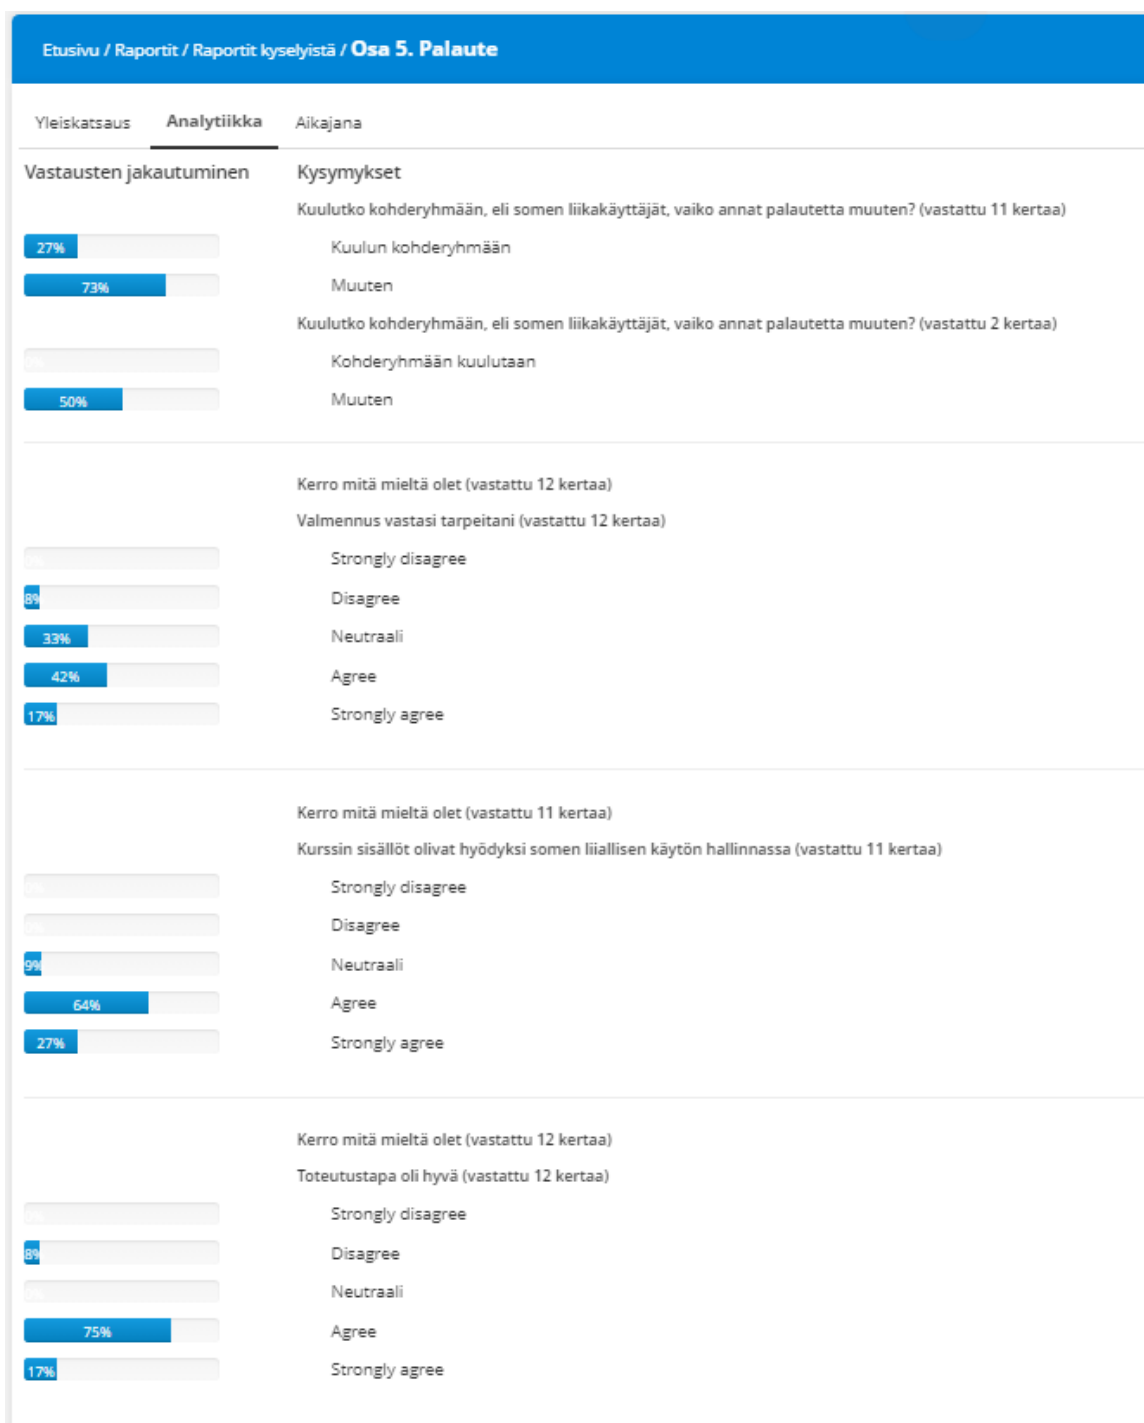 Etusivu / Raportit / Raportit kyselyistä / Osa 5. Palaute
Yleiskatsaus Analytiikka Aikajana
Vastausten jakautuminen Kysymykset
Kuulutko kohderyhmään, eli somen liikakäyttäjät, vaiko annat palautetta muuten? (vastattu 11 kertaa)
27% Kuulun kohderyhmään
73% Muuten
Kuulutko kohderyhmään, eli somen liikakäyttäjät, vaiko annat palautetta muuten? (vastattu 2 kertaa)
0% Kohderyhmään kuulutaan
50% Muuten
Kerro mitä mieltä olet (vastattu 12 kertaa)
Valmennus vastasi tarpeitani (vastattu 12 kertaa)
0% Strongly disagree
8% Disagree
33% Neutraali
42% Agree
17% Strongly agree
Kerro mitä mieltä olet (vastattu 11 kertaa)
Kurssin sisällöt olivat hyödyksi somen liiallisen käytön hallinnassa (vastattu 11 kertaa)
0% Strongly disagree
0% Disagree
9% Neutraali
64% Agree
27% Strongly agree
Kerro mitä mieltä olet (vastattu 12 kertaa)
Toteutustapa oli hyvä (vastattu 12 kertaa)
0% Strongly disagree
8% Disagree
0% Neutraali
75% Agree
17% Strongly agree